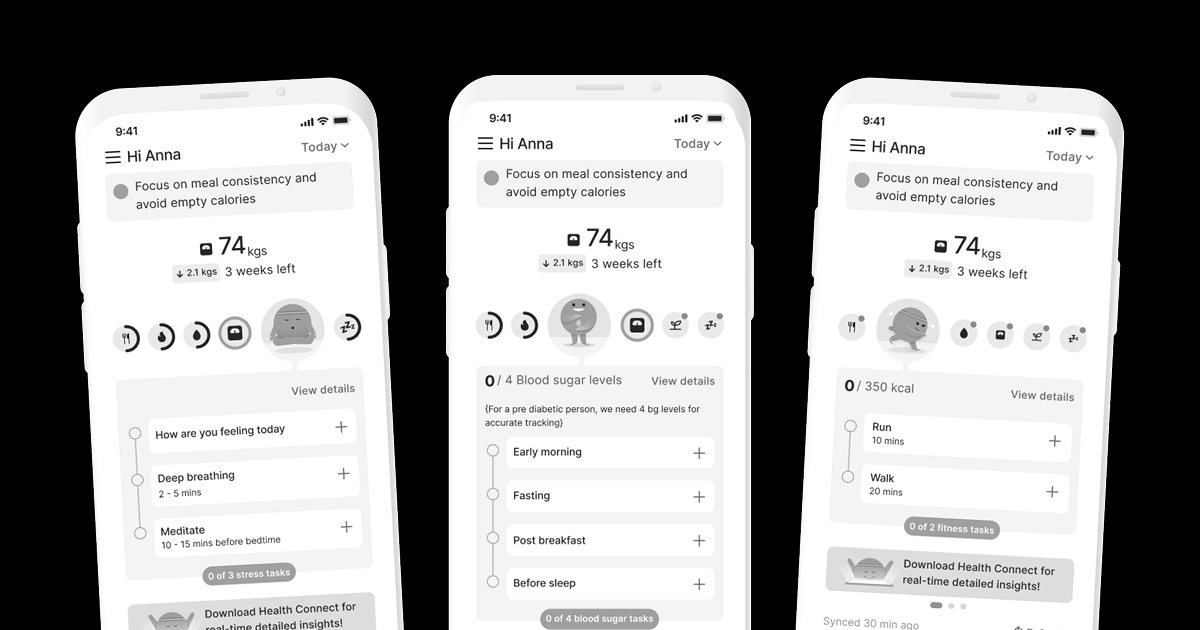 9:41
Hi Anna
Today
Focus on meal consistency and
avoid empty calories
74 kgs
2.1 kgs 3 weeks left
View details
How are you feeling today
Deep breathing
2 - 5 mins
Meditate
10 - 15 mins before bedtime
0 of 3 stress tasks
Download Health Connect for
real-time detailed insights!
9:41
Hi Anna
Today
Focus on meal consistency and
avoid empty calories
74 kgs
2.1 kgs 3 weeks left
0 / 4 Blood sugar levels
View details
{For a pre diabetic person, we need 4 bg levels for
accurate tracking}
Early morning
Fasting
Post breakfast
Before sleep
0 of 4 blood sugar tasks
9:41
Hi Anna
Today
Focus on meal consistency and
avoid empty calories
74 kgs
2.1 kgs 3 weeks left
0 / 350 kcal
View details
Run
10 mins
Walk
20 mins
0 of 2 fitness tasks
Download Health Connect for
real-time detailed insights!
Synced 30 min ago